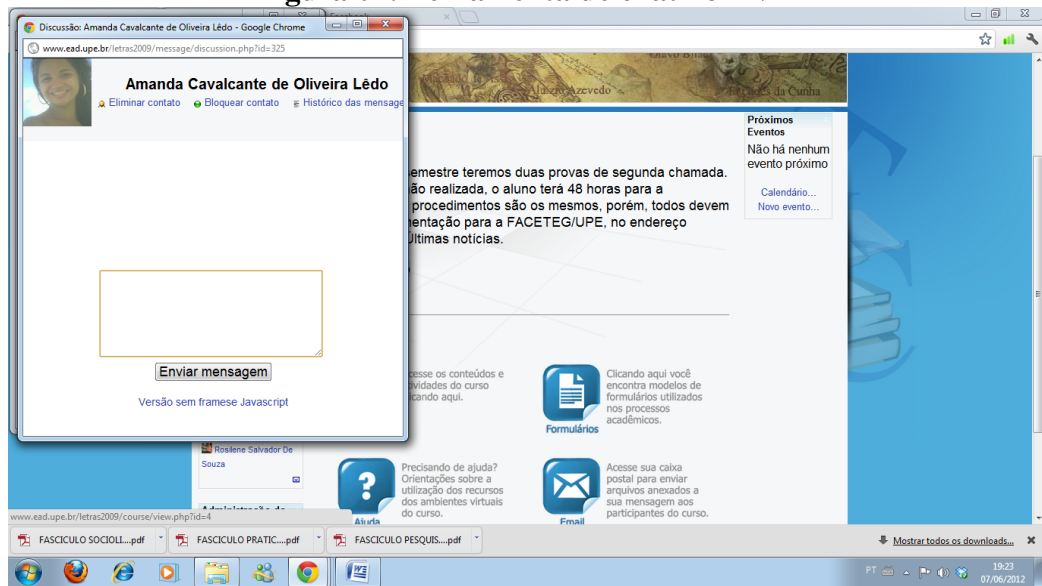 Discussão: Amanda Cavalcante de Oliveira Lêdo - Google Chrome
www.ead.upe.br/letras2009/message/discussion.php?id=325
Amanda Cavalcante de Oliveira Lêdo
Eliminar contato Bloquear contato Histórico das mensage
Enviar mensagem
Versão sem framese Javascript
Aluizio Azevedo
Euclides da Cunha
Próximos
Eventos
Não há nenhum
evento próximo
Calendário...
Novo evento...
emestre teremos duas provas de segunda chamada.
ão realizada, o aluno terá 48 horas para a
procedimentos são os mesmos, porém, todos devem
entação para a FACETEG/UPE, no endereço
Últimas notícias.
esse os conteúdos e
vidades do curso
cando aqui.
Clicando aqui você
encontra modelos de
formulários utilizados
nos processos
acadêmicos.
Formulários
Rosilene Salvador De
Souza
Precisando de ajuda?
Orientações sobre a
utilização dos recursos
dos ambientes virtuais
do curso.
Ajuda
Acesse sua caixa
postal para enviar
arquivos anexados a
sua mensagem aos
participantes do curso.
Email
www.ead.upe.br/letras2009/course/view.php?id=4
FASCICULO SOCIOLI....pdf FASCICULO PRATIC....pdf FASCICULO PESQUIS....pdf
Mostrar todos os downloads...
PT 19:23
07/06/2012